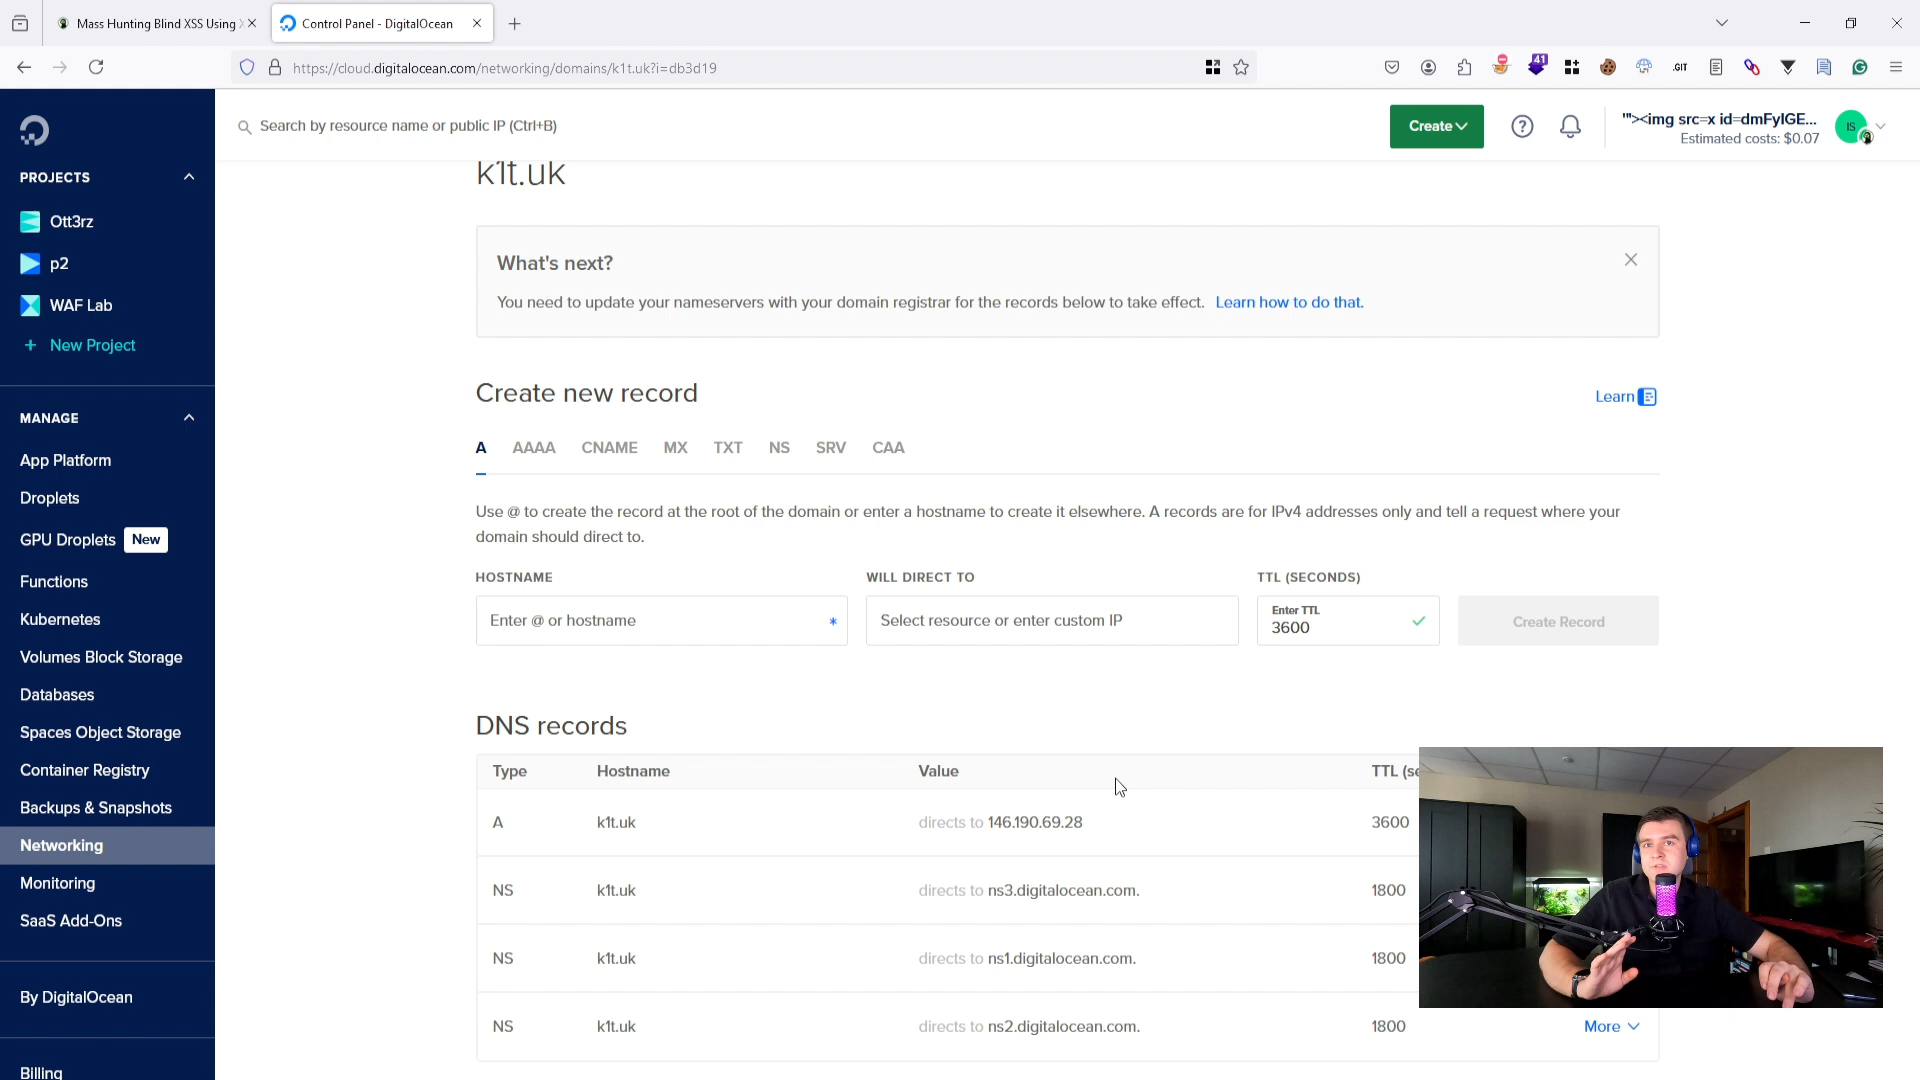 Mass Hunting Blind XSS Using
Control Panel - DigitalOcean
https://cloud.digitalocean.com/networking/domains/k1t.uk?i=db3d19
41
.GIT
Search by resource name or public IP (Ctrl+B)
Create
'"><img src=x id=dmFyIGE...
Estimated costs: $0.07
IS
PROJECTS
Ott3rz
p2
WAF Lab
+ New Project
MANAGE
App Platform
Droplets
GPU Droplets New
Functions
Kubernetes
Volumes Block Storage
Databases
Spaces Object Storage
Container Registry
Backups & Snapshots
Networking
Monitoring
SaaS Add-Ons
By DigitalOcean
Billing
k1t.uk
What's next?
You need to update your nameservers with your domain registrar for the records below to take effect. Learn how to do that.
Create new record
Learn
A AAAA CNAME MX TXT NS SRV CAA
Use @ to create the record at the root of the domain or enter a hostname to create it elsewhere. A records are for IPv4 addresses only and tell a request where your
domain should direct to.
HOSTNAME WILL DIRECT TO TTL (SECONDS)
Enter @ or hostname *
Select resource or enter custom IP
Enter TTL
3600
Create Record
DNS records
Type Hostname Value TTL (se
A k1t.uk directs to 146.190.69.28 3600
NS k1t.uk directs to ns3.digitalocean.com. 1800
NS k1t.uk directs to ns1.digitalocean.com. 1800
NS k1t.uk directs to ns2.digitalocean.com. 1800 More